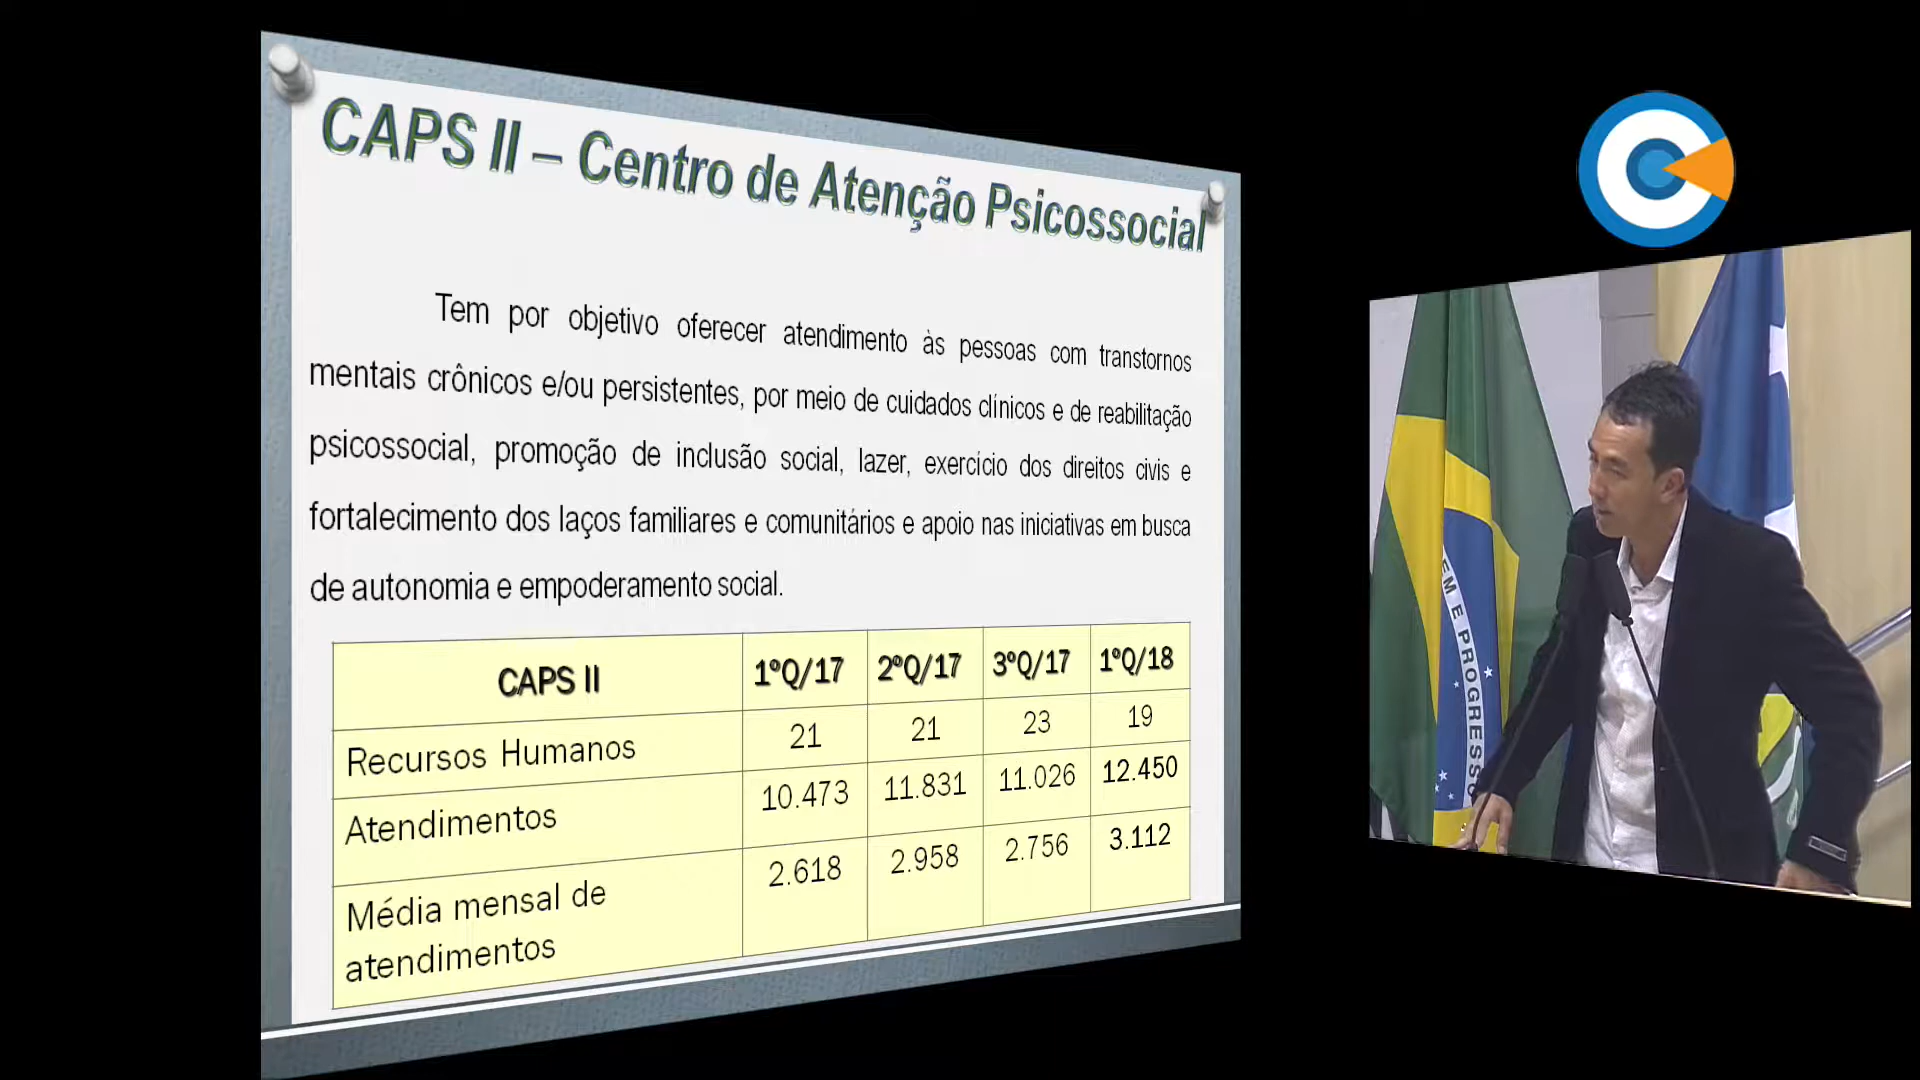 CAPS II – Centro de Atenção Psicossocial
Tem por objetivo oferecer atendimento às pessoas com transtornos
mentais crônicos e/ou persistentes, por meio de cuidados clínicos e de reabilitação
psicossocial, promoção de inclusão social, lazer, exercício dos direitos civis e
fortalecimento dos laços familiares e comunitários e apoio nas iniciativas em busca
de autonomia e empoderamento social.
CAPS II 1ºQ/17 2ºQ/17 3ºQ/17 1ºQ/18
Recursos Humanos 21 21 23 19
Atendimentos 10.473 11.831 11.026 12.450
Média mensal de
atendimentos 2.618 2.958 2.756 3.112
EM E PROGRESSO